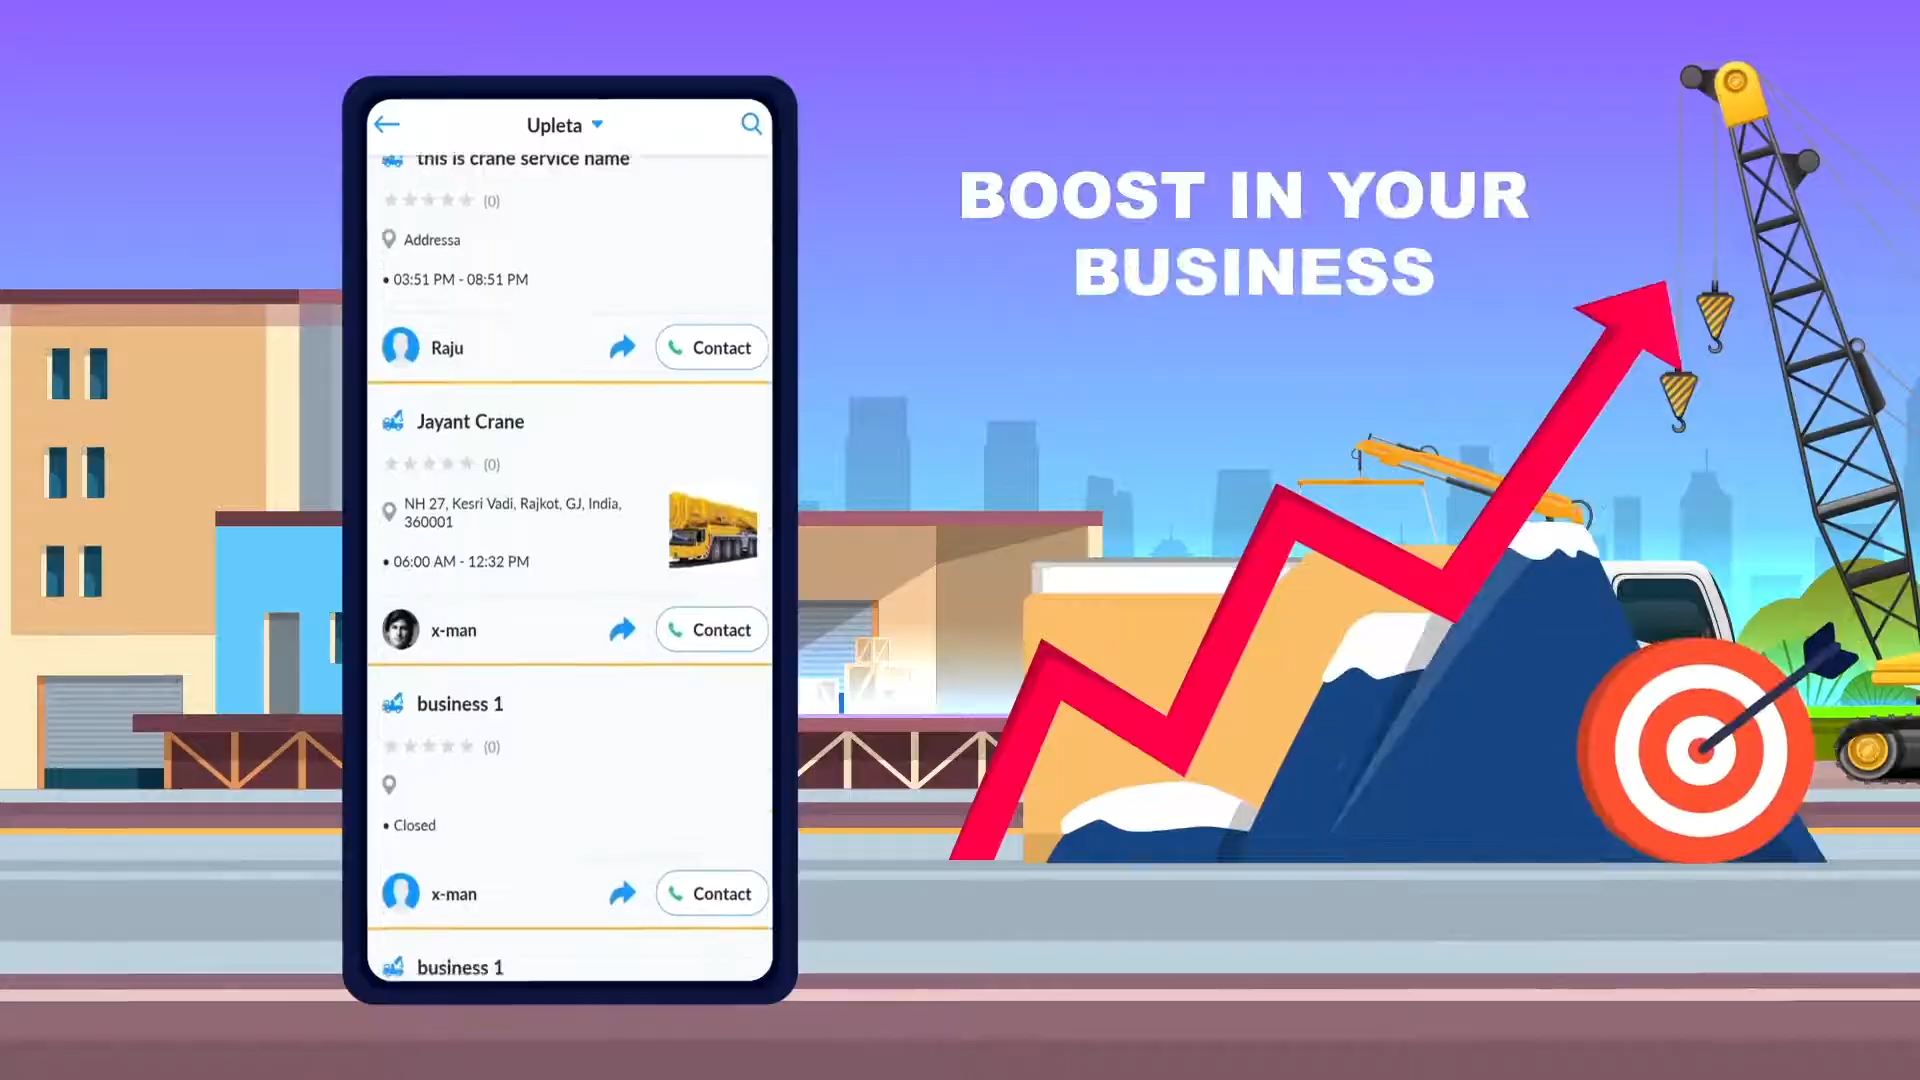 Upleta
this is crane service name
(0)
Addressa
• 03:51 PM - 08:51 PM
Raju
Contact
Jayant Crane
(0)
NH 27, Kesri Vadi, Rajkot, GJ, India,
360001
• 06:00 AM - 12:32 PM
x-man
Contact
business 1
(0)
• Closed
x-man
Contact
business 1
BOOST IN YOUR
BUSINESS